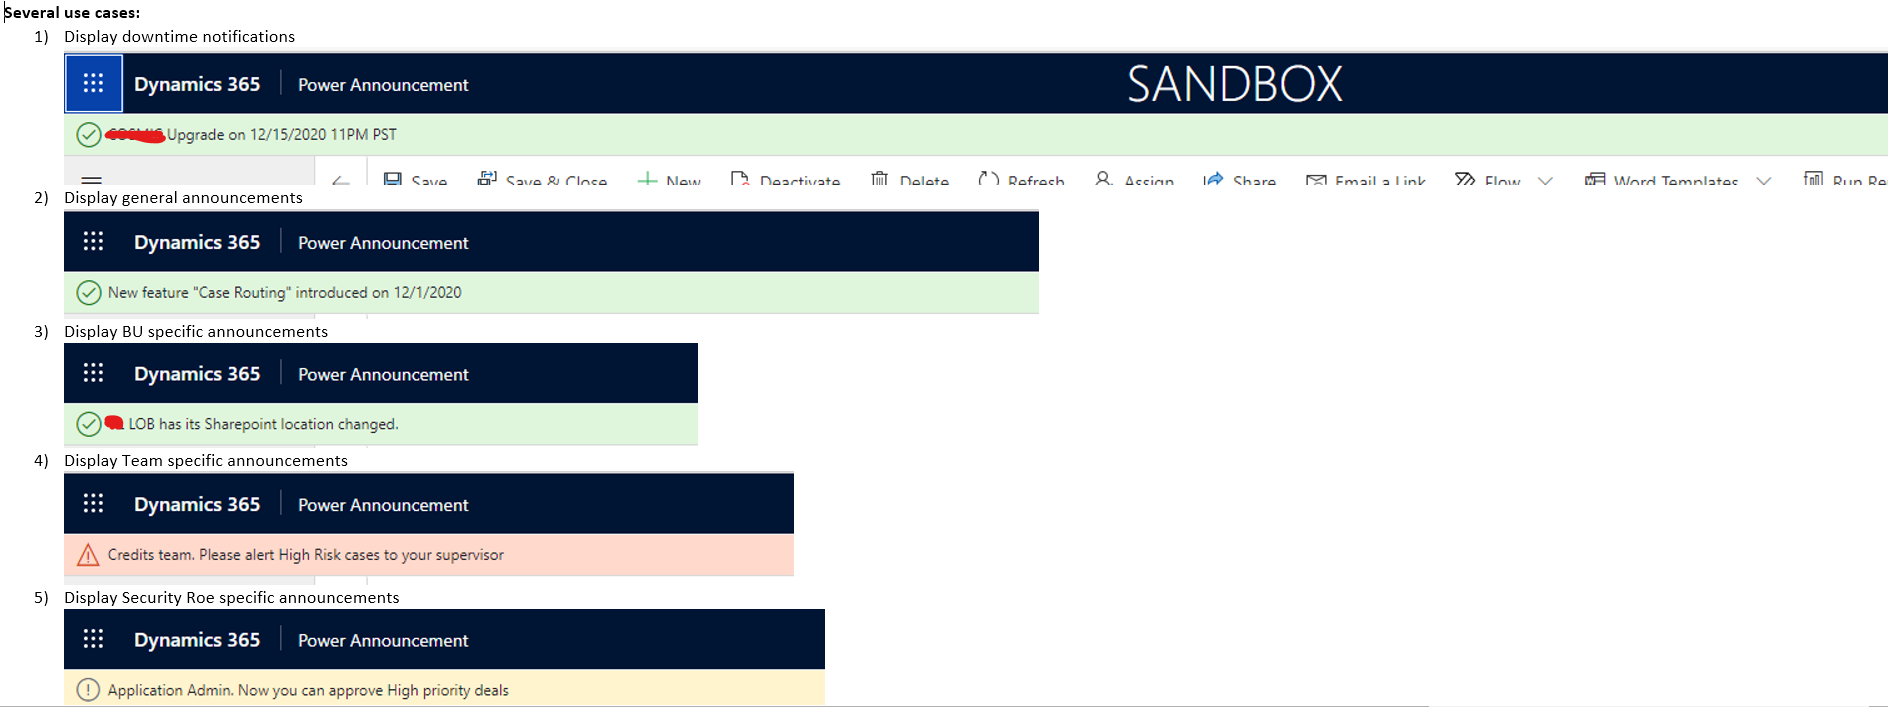 Several use cases:
1) Display downtime notifications
Dynamics 365 Power Announcement SANDBOX
Upgrade on 12/15/2020 11PM PST
Save Save & Close New Deactivate Delete Refresh Assign Share Email a Link Flow Word Templates Run Re
2) Display general announcements
Dynamics 365 Power Announcement
New feature "Case Routing" introduced on 12/1/2020
3) Display BU specific announcements
Dynamics 365 Power Announcement
LOB has its Sharepoint location changed.
4) Display Team specific announcements
Dynamics 365 Power Announcement
Credits team. Please alert High Risk cases to your supervisor
5) Display Security Roe specific announcements
Dynamics 365 Power Announcement
Application Admin. Now you can approve High priority deals